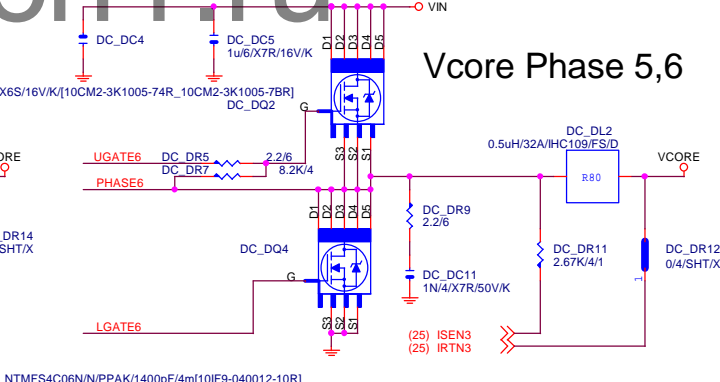 VIN
DC_DC4
DC_DC5
1u/6/X7R/16V/K
D1 D2 D3 D4 D5
Vcore Phase 5,6
X6S/16V/K/[10CM2-3K1005-74R_10CM2-3K1005-7BR]
DC_DQ2
G
S3 S2 S1
DC_DL2
0.5uH/32A/IHC109/FS/D
R80
VCORE
ORE
UGATE6
DC_DR5
2.2/6
DC_DR7
8.2K/4
PHASE6
D1 D2 D3 D4 D5
DC_DR9
2.2/6
_DR14
SHT/X
DC_DQ4
DC_DR11
2.67K/4/1
DC_DR12
0/4/SHT/X
1
G
DC_DC11
1N/4/X7R/50V/K
S3 S2 S1
LGATE6
(25) ISEN3
(25) IRTN3
NTMFS4C06N/N/PPAK/1400pF/4m[10IF9-040012-10R]